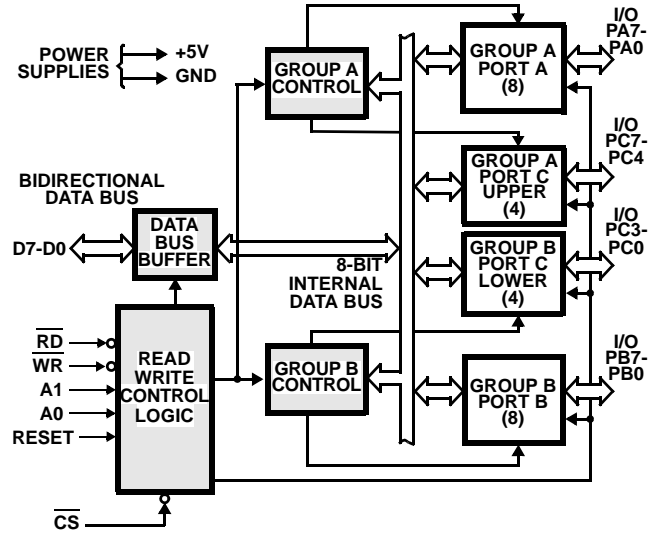 POWER
SUPPLIES
+5V
GND
GROUP A
CONTROL
GROUP A
PORT A
(8)
I/O
PA7-
PA0
GROUP A
PORT C
UPPER
(4)
I/O
PC7-
PC4
BIDIRECTIONAL
DATA BUS
D7-D0
DATA
BUS
BUFFER
8-BIT
INTERNAL
DATA BUS
GROUP B
PORT C
LOWER
(4)
I/O
PC3-
PC0
RD
WR
A1
A0
RESET
READ
WRITE
CONTROL
LOGIC
GROUP B
CONTROL
GROUP B
PORT B
(8)
I/O
PB7-
PB0
CS